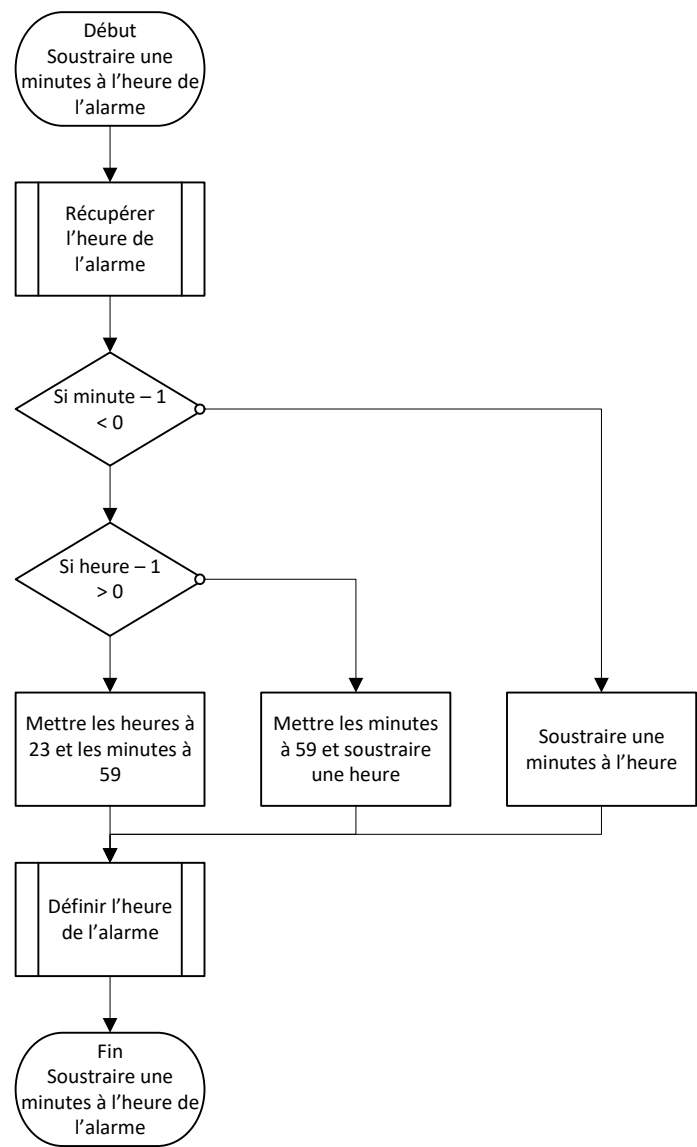 Début
Soustraire une
minutes à l’heure de
l’alarme
Récupérer
l’heure de
l’alarme
Si minute – 1
< 0
Si heure – 1
> 0
Mettre les heures à
23 et les minutes à
59
Mettre les minutes
à 59 et soustraire
une heure
Soustraire une
minutes à l’heure
Définir l’heure
de l’alarme
Fin
Soustraire une
minutes à l’heure de
l’alarme